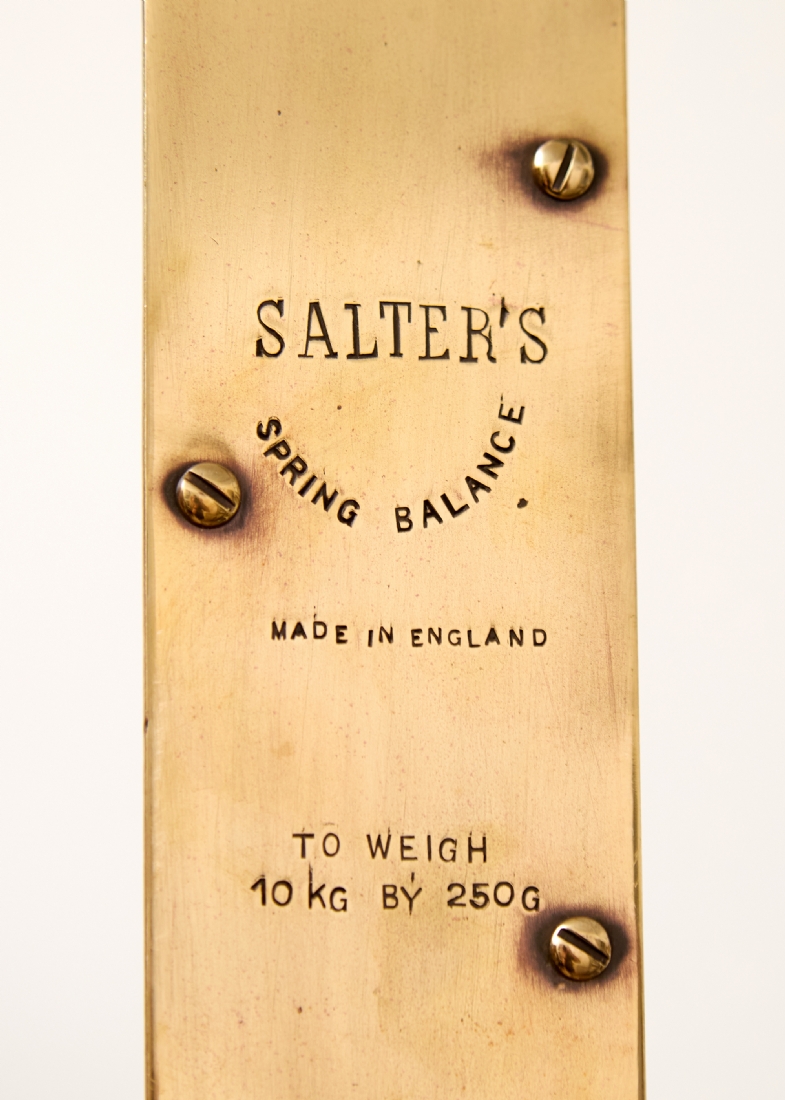 SALTER'S
SPRING BALANCE
MADE IN ENGLAND
TO WEIGH
10 KG BY 250G